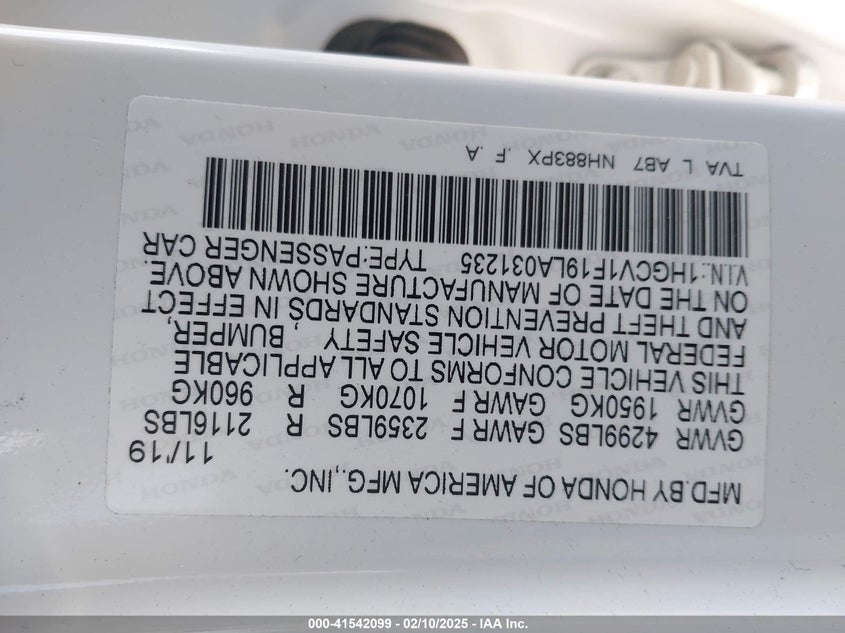 MFD.BY HONDA OF AMERICA MFG.,INC.
11/19
GVWR 4299LBS GAWR F 2359LBS R 2116LBS
GVWR 1950KG GAWR F 1070KG R 960KG
THIS VEHICLE CONFORMS TO ALL APPLICABLE
FEDERAL MOTOR VEHICLE SAFETY , BUMPER,
AND THEFT PREVENTION STANDARDS IN EFFECT
ON THE DATE OF MANUFACTURE SHOWN ABOVE.
VIN:1HGCV1F19LA031235 TYPE:PASSENGER CAR
TVA L AB7 NH883PX .F .A
000-41542099 — 02/10/2025 — IAA Inc.